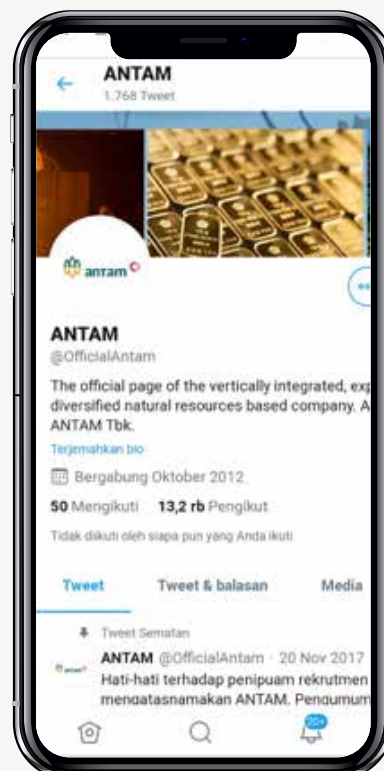 ANTAM
1.768 Tweet
antam
ANTAM
@OfficialAntam
The official page of the vertically integrated, exp
diversified natural resources based company. A
ANTAM Tbk.
Terjemahkan bio
Bergabung Oktober 2012
50 Mengikuti 13,2 rb Pengikut
Tidak diikuti oleh siapa pun yang Anda ikuti
Tweet Tweet & balasan Media
Tweet Sematan
ANTAM @OfficialAntam · 20 Nov 2017
Hati-hati terhadap penipuam rekrutmen
mengatasnamakan ANTAM. Pengumum
20+